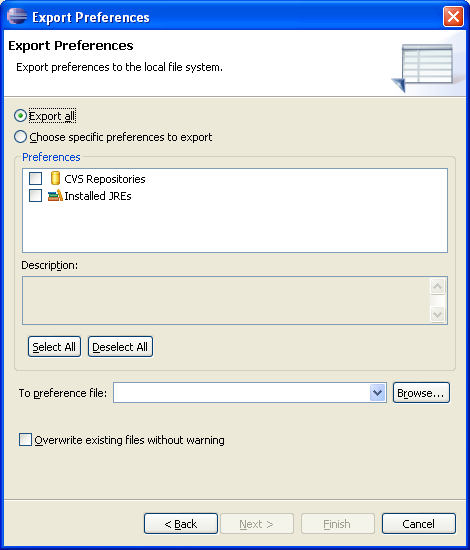 Export Preferences
Export Preferences
Export preferences to the local file system.
Export all
Choose specific preferences to export
Preferences
CVS Repositories
Installed JREs
Description:
Select All
Deselect All
To preference file:
Browse...
Overwrite existing files without warning
< Back
Next >
Finish
Cancel